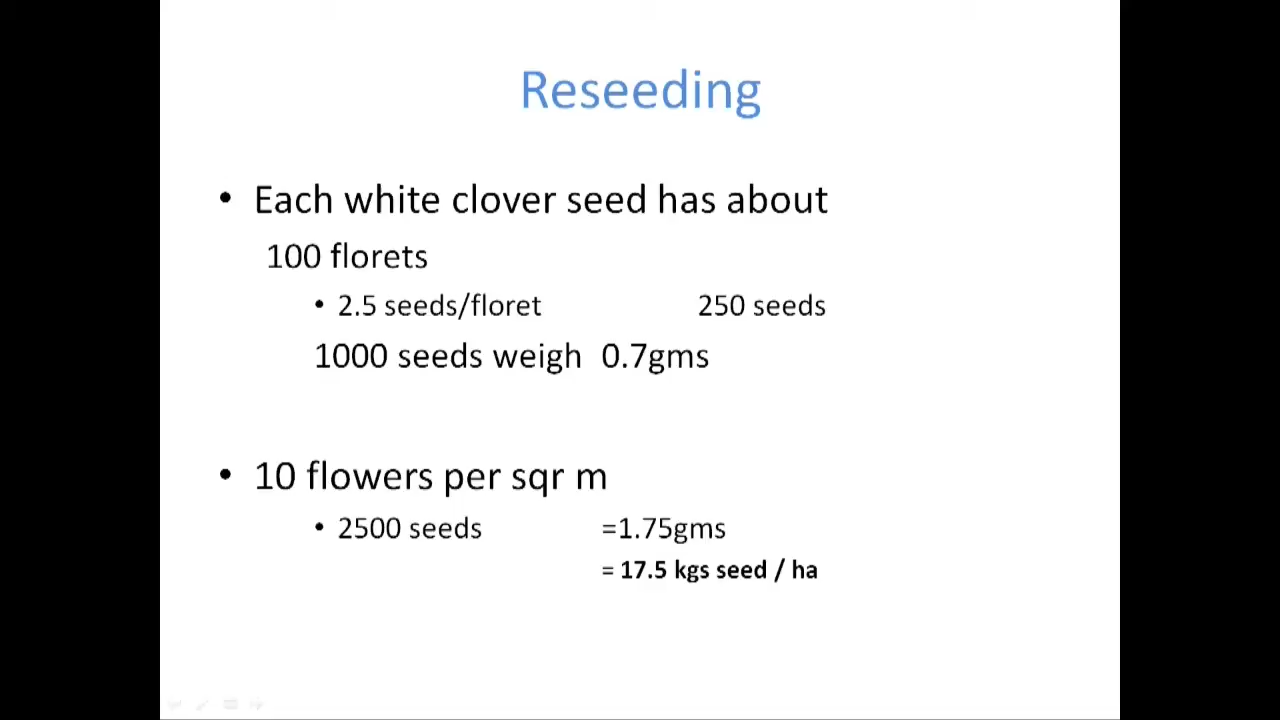 Reseeding
• Each white clover seed has about
100 florets
• 2.5 seeds/floret 250 seeds
1000 seeds weigh 0.7gms
• 10 flowers per sqr m
• 2500 seeds =1.75gms
= 17.5 kgs seed / ha